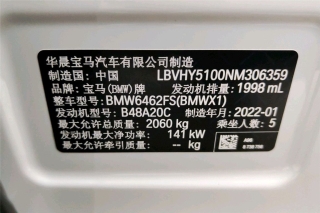 华晨宝马汽车有限公司制造
制造国：中国 LBVHY5100NM306359
品牌：宝马(BMW)牌 发动机排量：1998 mL
整车型号：BMW6462FS(BMWX1)
发动机型号：B48A20C 制造年月：2022-01
最大允许总质量：2060 kg 乘坐人数：5
发动机最大净功率：141 kW
最大允许牵引质量：-- kg